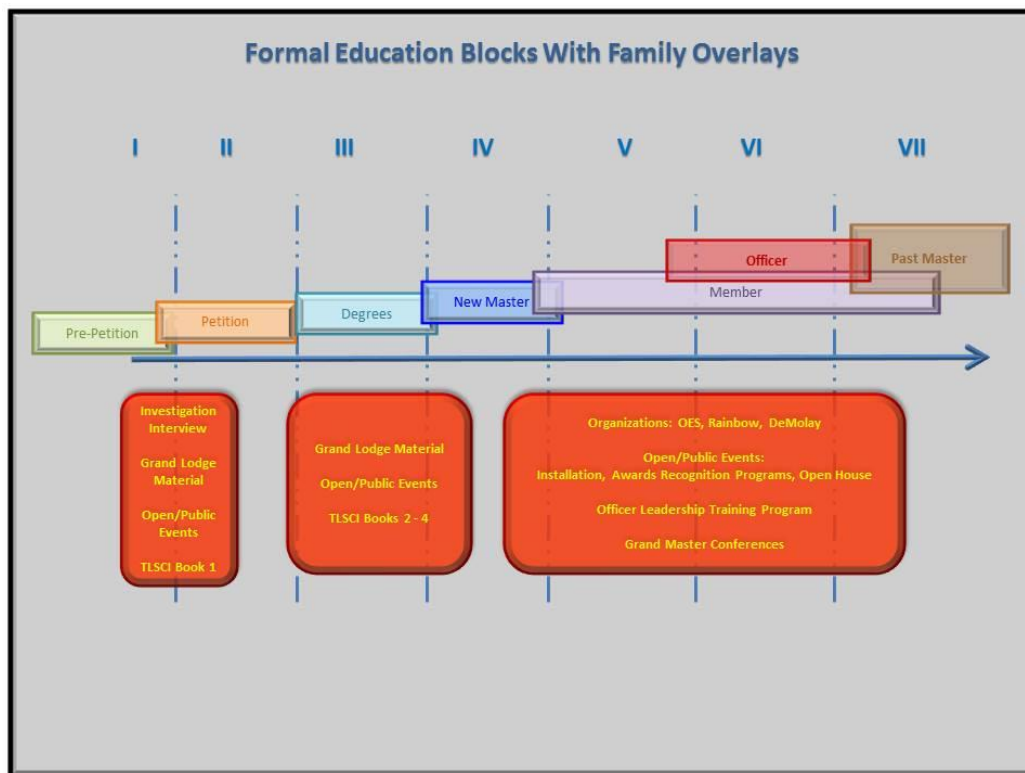 Formal Education Blocks With Family Overlays
I II III IV V VI VII
Officer
Past Master
Member
New Master
Degrees
Petition
Pre-Petition
Investigation
Interview
Grand Lodge
Material
Open/Public
Events
TLSCI Book 1
Grand Lodge Material
Open/Public Events
TLSCI Books 2 - 4
Organizations: OES, Rainbow, DeMolay
Open/Public Events:
Installation, Awards Recognition Programs, Open House
Officer Leadership Training Program
Grand Master Conferences